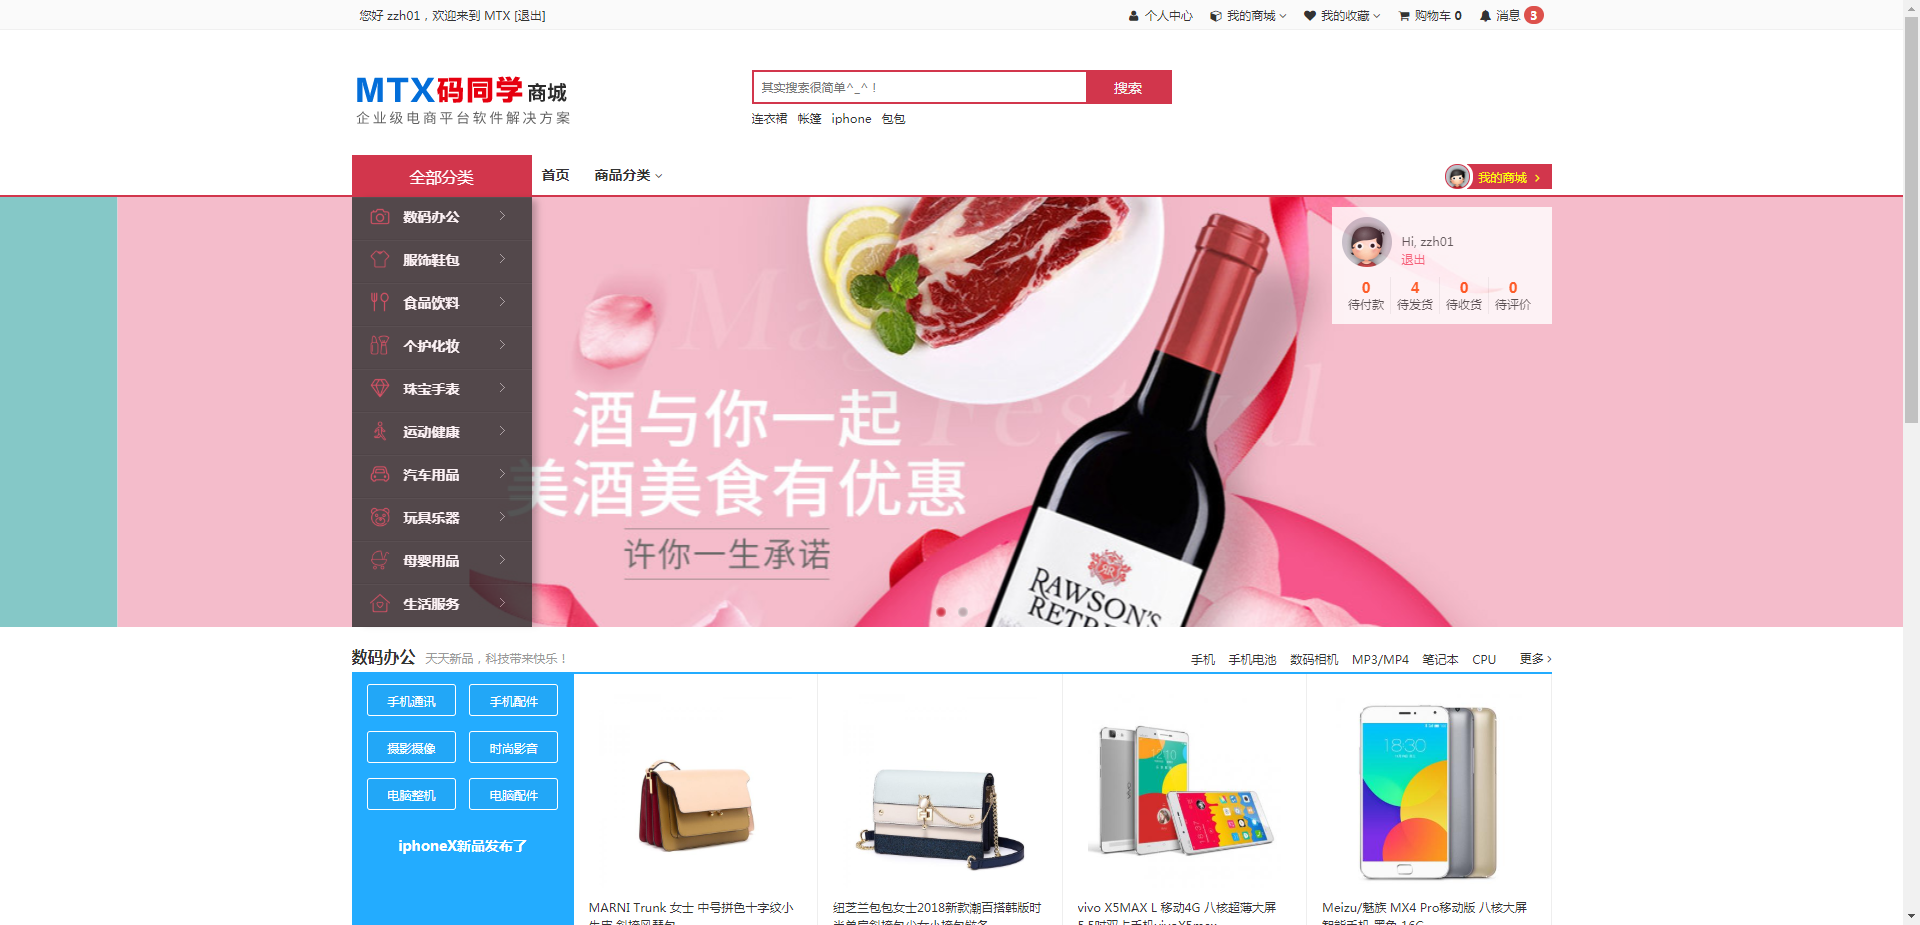 您好 zzh01，欢迎来到 MTX [退出]
个人中心 我的商城 我的收藏 购物车 0 消息 3
MTX码同学商城
企业级电商平台软件解决方案
其实搜索很简单^_^！ 搜索
连衣裙 帐篷 iphone 包包
全部分类 首页 商品分类 我的商城
数码办公
服饰鞋包
食品饮料
个护化妆
珠宝手表
运动健康
汽车用品
玩具乐器
母婴用品
生活服务
Festival
酒与你一起
美酒美食有优惠
许你一生承诺
RAWSON'S
Hi, zzh01
退出
0 4 0 0
待付款 待发货 待收货 待评价
数码办公 天天新品，科技带来快乐！
手机 手机电池 数码相机 MP3/MP4 笔记本 CPU 更多
手机通讯 手机配件
摄影摄像 时尚影音
电脑整机 电脑配件
iphoneX新品发布了
18:30
MARNI Trunk 女士 中号拼色十字纹小
纽芝兰包包女士2018新款潮百搭韩版时
vivo X5MAX L 移动4G 八核超薄大屏
Meizu/魅族 MX4 Pro移动版 八核大屏